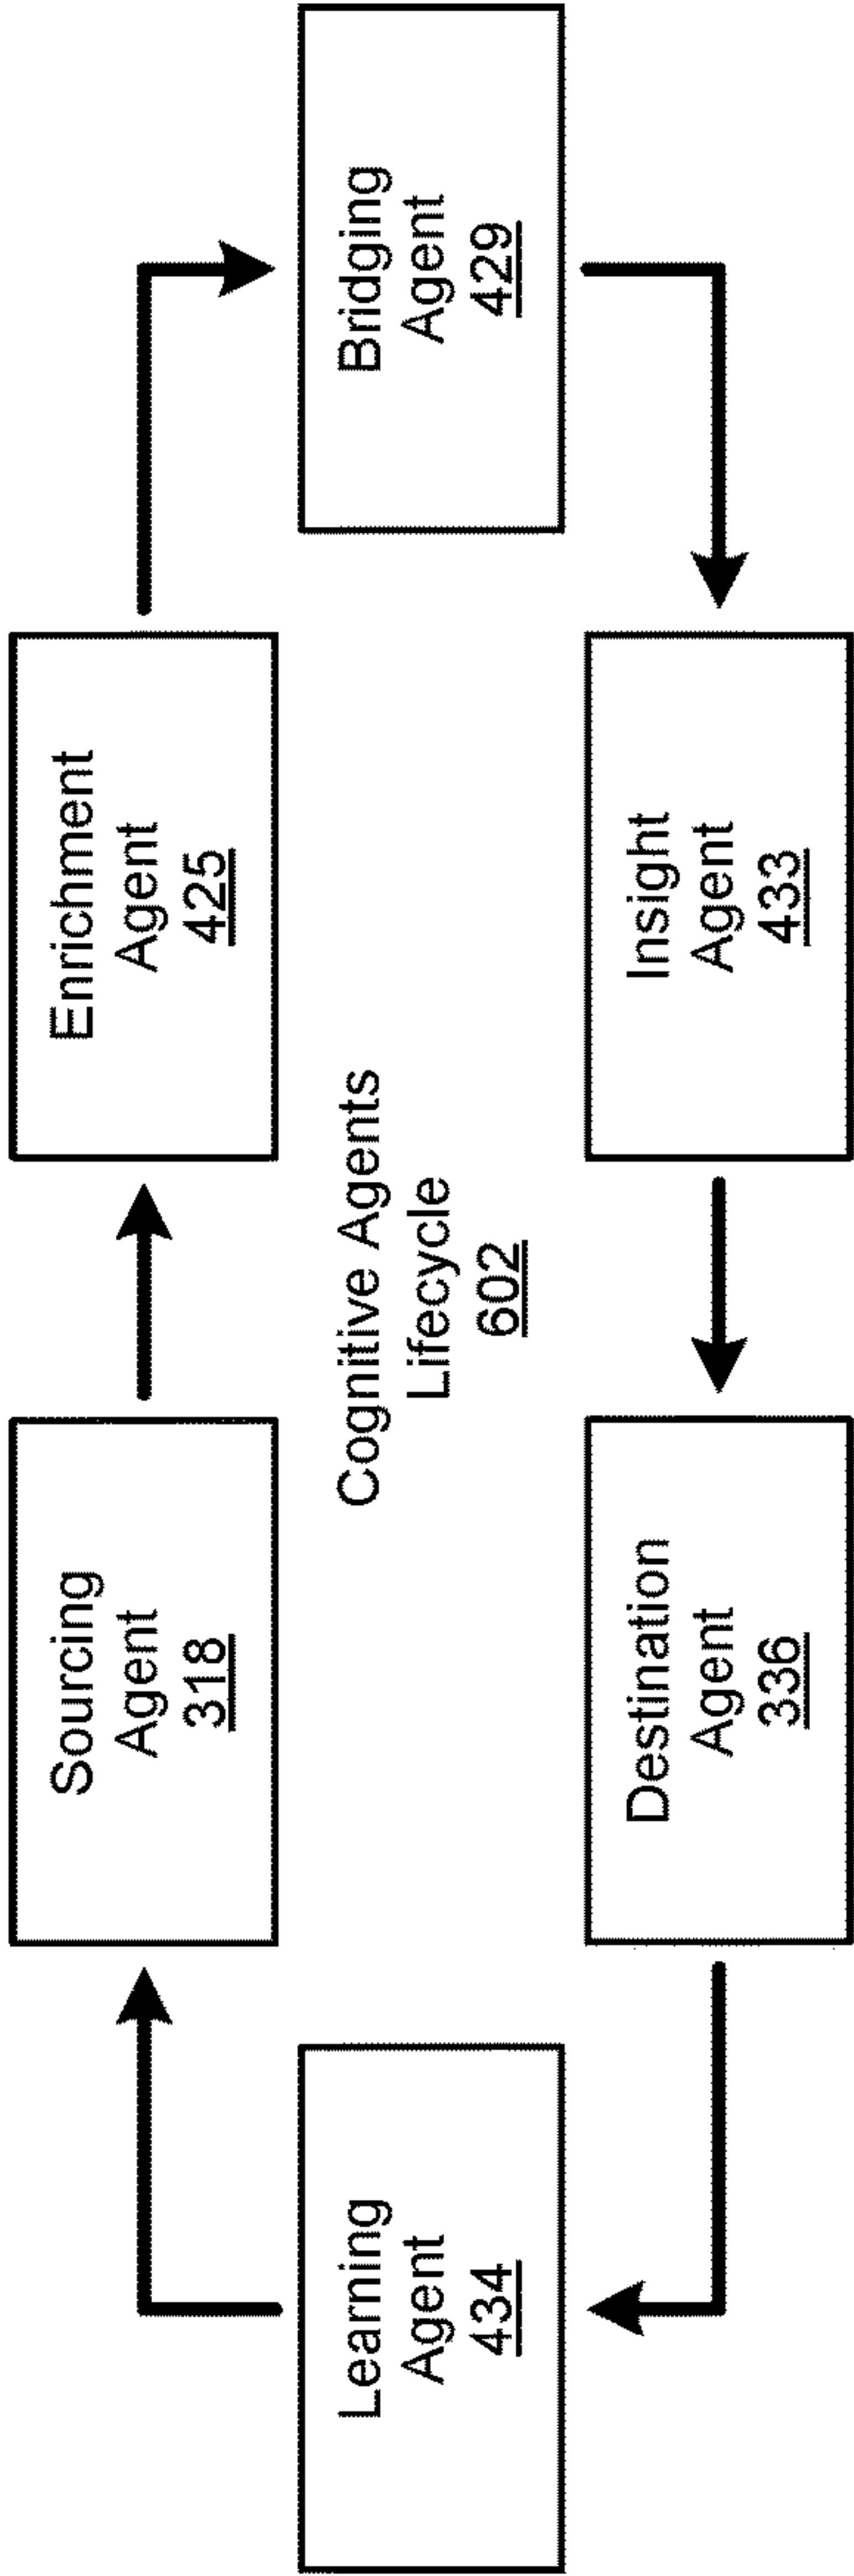 Sourcing
Agent
318
Enrichment
Agent
425
Learning
Agent
434
Cognitive Agents
Lifecycle
602
Bridging
Agent
429
Destination
Agent
336
Insight
Agent
433